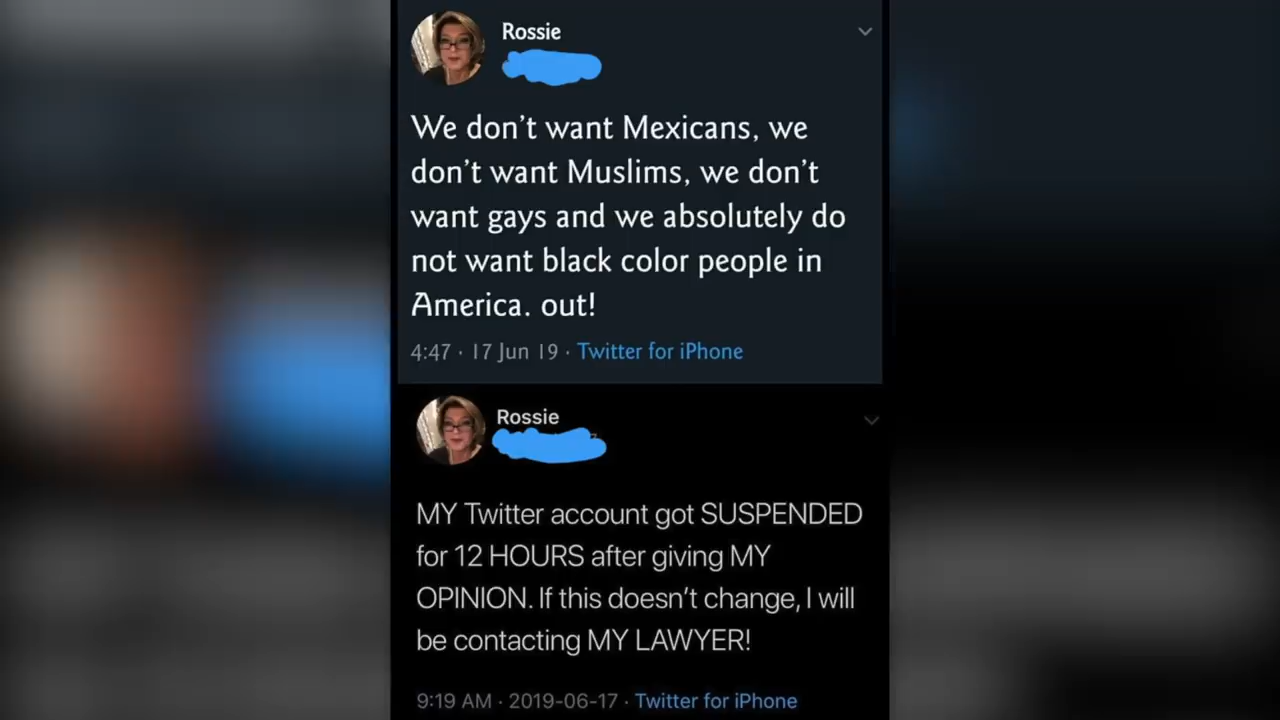 Rossie
We don't want Mexicans, we
don't want Muslims, we don't
want gays and we absolutely do
not want black color people in
America. out!
4:47 · 17 Jun 19 · Twitter for iPhone
Rossie
MY Twitter account got SUSPENDED
for 12 HOURS after giving MY
OPINION. If this doesn't change, I will
be contacting MY LAWYER!
9:19 AM · 2019-06-17 · Twitter for iPhone